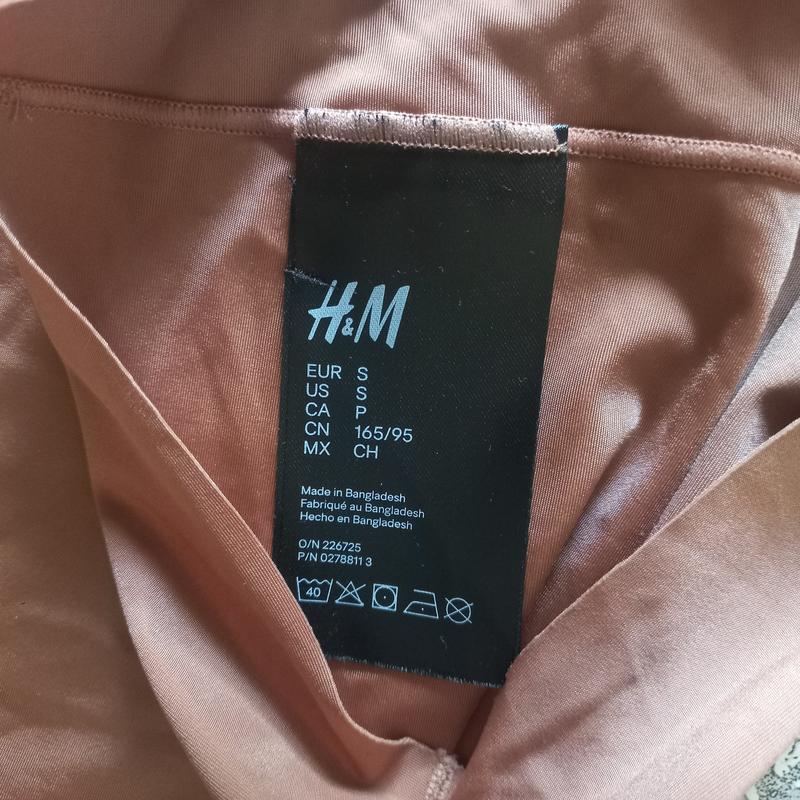 H&M
EUR S
US S
CA P
CN 165/95
MX CH
Made in Bangladesh
Fabriqué au Bangladesh
Hecho en Bangladesh
O/N 226725
P/N 0278811 3
40